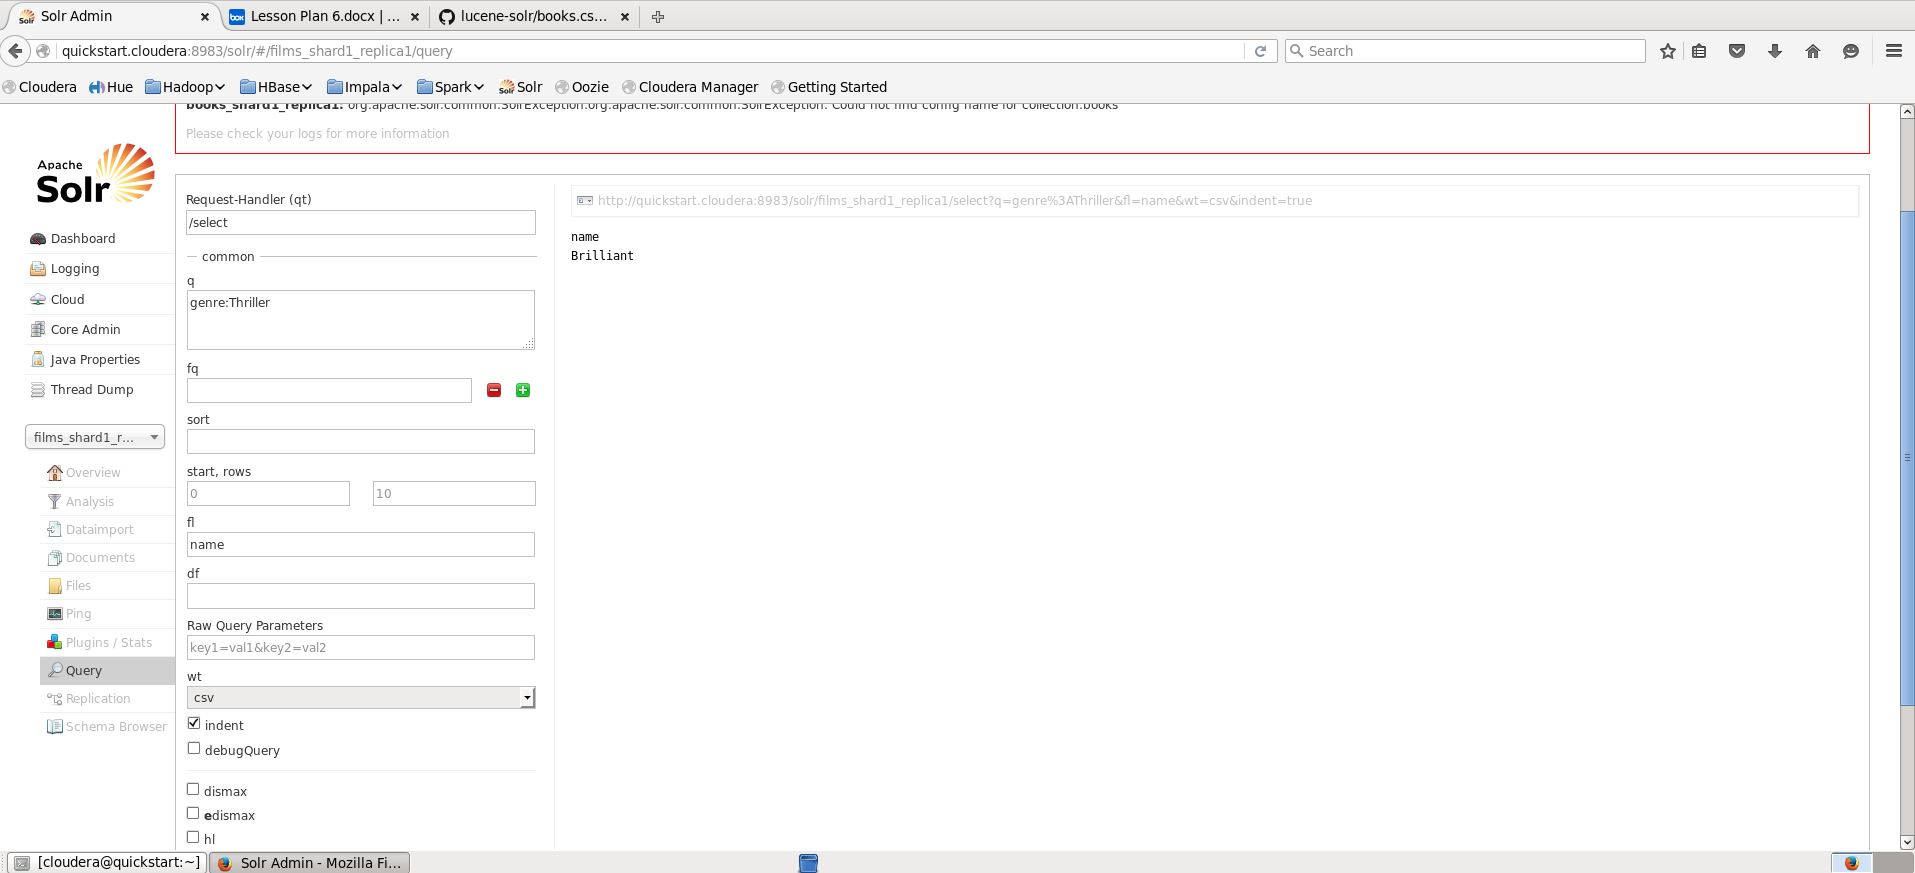 Solr Admin
Lesson Plan 6.docx | ...
lucene-solr/books.cs...
quickstart.cloudera:8983/solr/#/films_shard1_replica1/query
Search
Cloudera
Hue
Hadoop
HBase
Impala
Spark
Solr
Oozie
Cloudera Manager
Getting Started
books_shard1_replica1: org.apache.solr.common.SolrException:org.apache.solr.common.SolrException: Could not find config name for collection:books
Please check your logs for more information
Apache
Solr
Dashboard
Logging
Cloud
Core Admin
Java Properties
Thread Dump
films_shard1_r...
Overview
Analysis
Dataimport
Documents
Files
Ping
Plugins / Stats
Query
Replication
Schema Browser
Request-Handler (qt)
/select
common
q
genre:Thriller
fq
sort
start, rows
0
10
fl
name
df
Raw Query Parameters
key1=val1&key2=val2
wt
csv
indent
debugQuery
dismax
edismax
hl
http://quickstart.cloudera:8983/solr/films_shard1_replica1/select?q=genre%3AThriller&fl=name&wt=csv&indent=true
name
Brilliant
[cloudera@quickstart:~]
Solr Admin - Mozilla Fi...